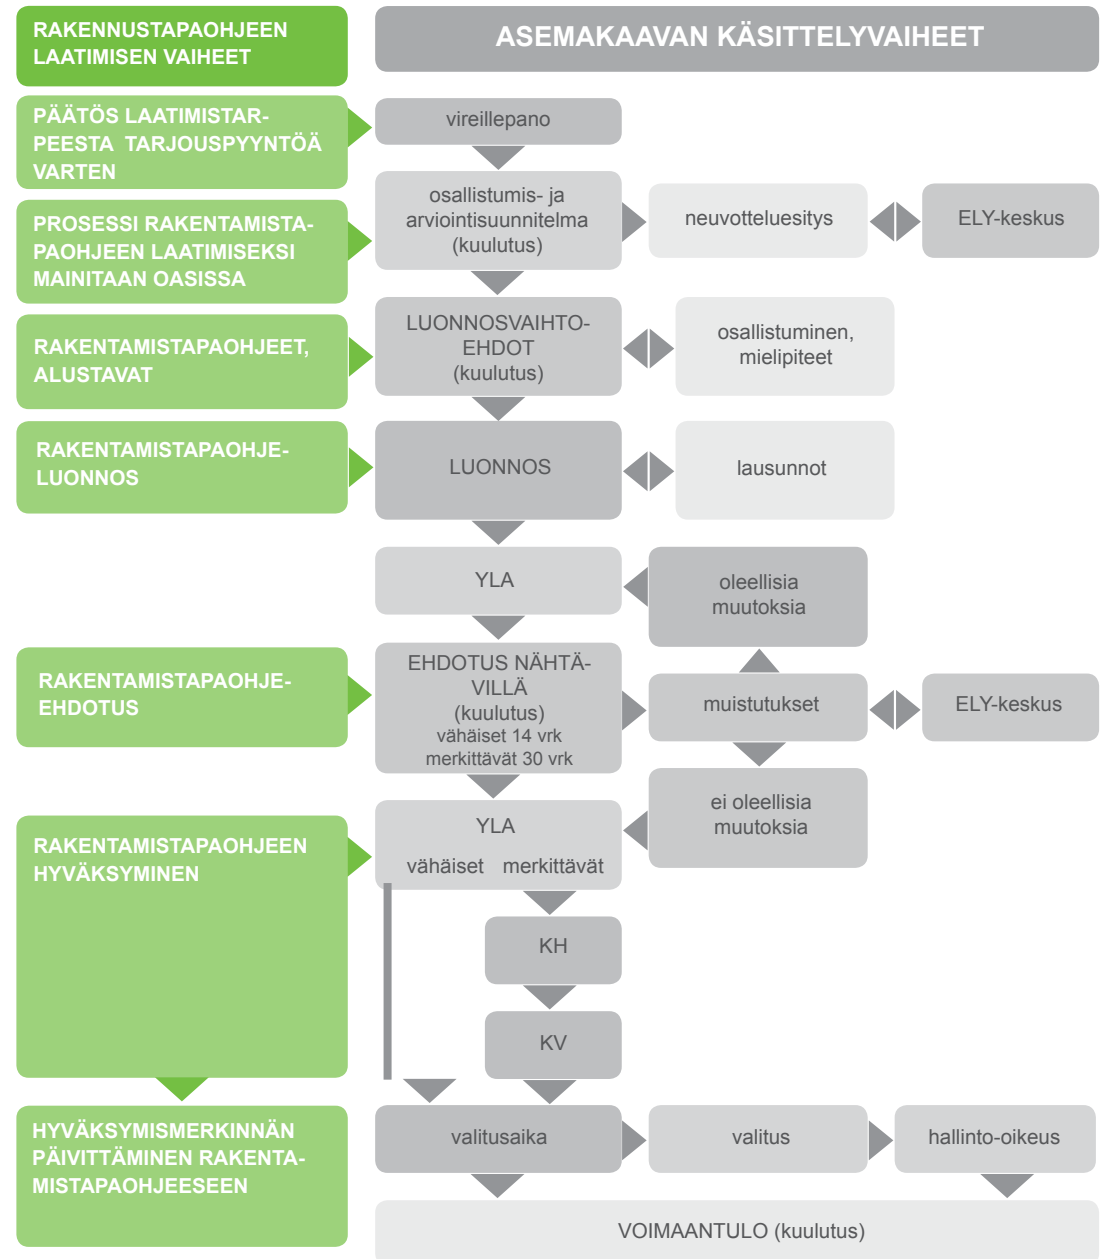 RAKENNUSTAPAOHJEEN
LAATIMISEN VAIHEET
ASEMAKAAVAN KÄSITTELYVAIHEET
PÄÄTÖS LAATIMISTAR-
PEESTA TARJOUSPYYNTÖÄ
VARTEN
vireillepano
PROSESSI RAKENTAMISTA-
PAOHJEEN LAATIMISEKSI
MAINITAAN OASISSA
osallistumis- ja
arviointisuunnitelma
(kuulutus)
neuvotteluesitys
ELY-keskus
RAKENTAMISTAPAOHJEET,
ALUSTAVAT
LUONNOSVAIHTO-
EHDOT
(kuulutus)
osallistuminen,
mielipiteet
RAKENTAMISTAPAOHJE-
LUONNOS
LUONNOS
lausunnot
YLA
oleellisia
muutoksia
RAKENTAMISTAPAOHJE-
EHDOTUS
EHDOTUS NÄHTÄ-
VILLÄ
(kuulutus)
vähäiset 14 vrk
merkittävät 30 vrk
muistutukset
ELY-keskus
ei oleellisia
muutoksia
RAKENTAMISTAPAOHJEEN
HYVÄKSYMINEN
YLA
vähäiset merkittävät
KH
KV
HYVÄKSYMISMERKINNÄN
PÄIVITTÄMINEN RAKENTA-
MISTAPAOHJEESEEN
valitusaika
valitus
hallinto-oikeus
VOIMAANTULO (kuulutus)